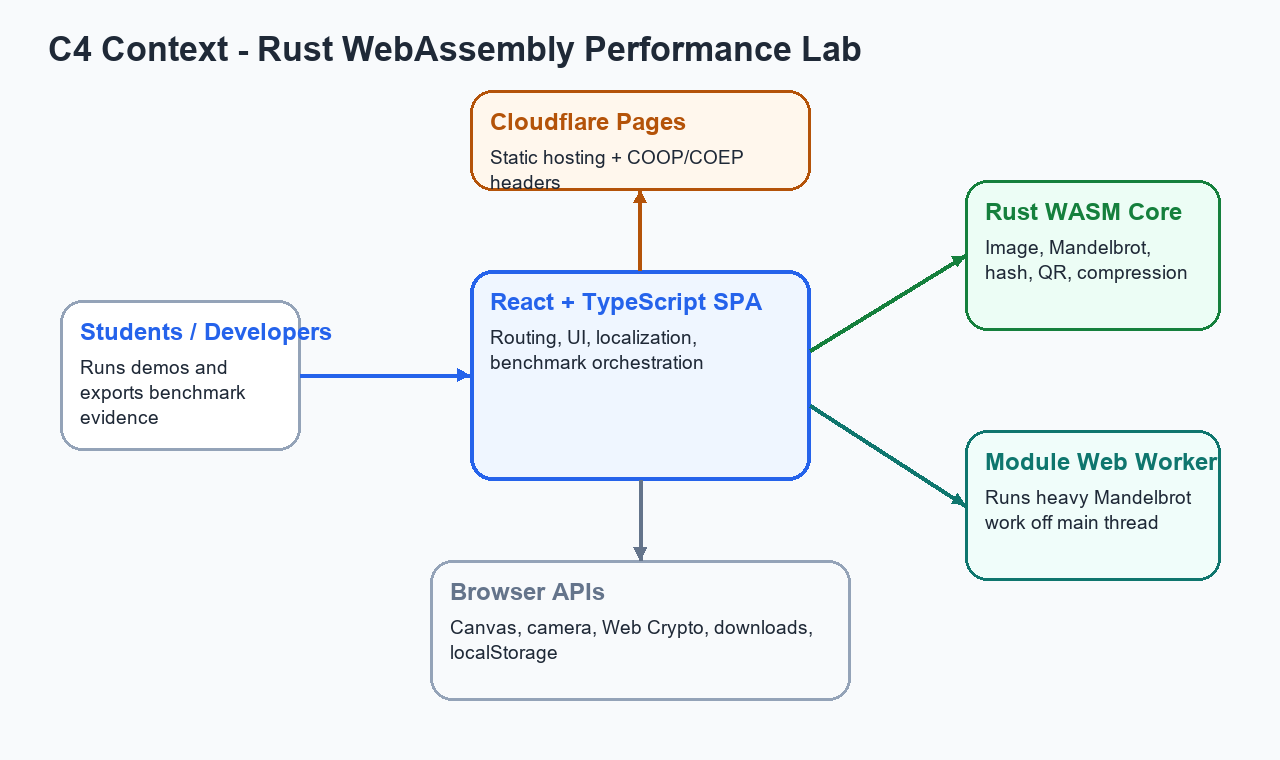 C4 Context - Rust WebAssembly Performance Lab
Cloudflare Pages
Static hosting + COOP/COEP
headers
Rust WASM Core
Image, Mandelbrot,
hash, QR, compression
React + TypeScript SPA
Routing, UI, localization,
benchmark orchestration
Students / Developers
Runs demos and
exports benchmark
evidence
Module Web Worker
Runs heavy Mandelbrot
work off main thread
Browser APIs
Canvas, camera, Web Crypto, downloads,
localStorage